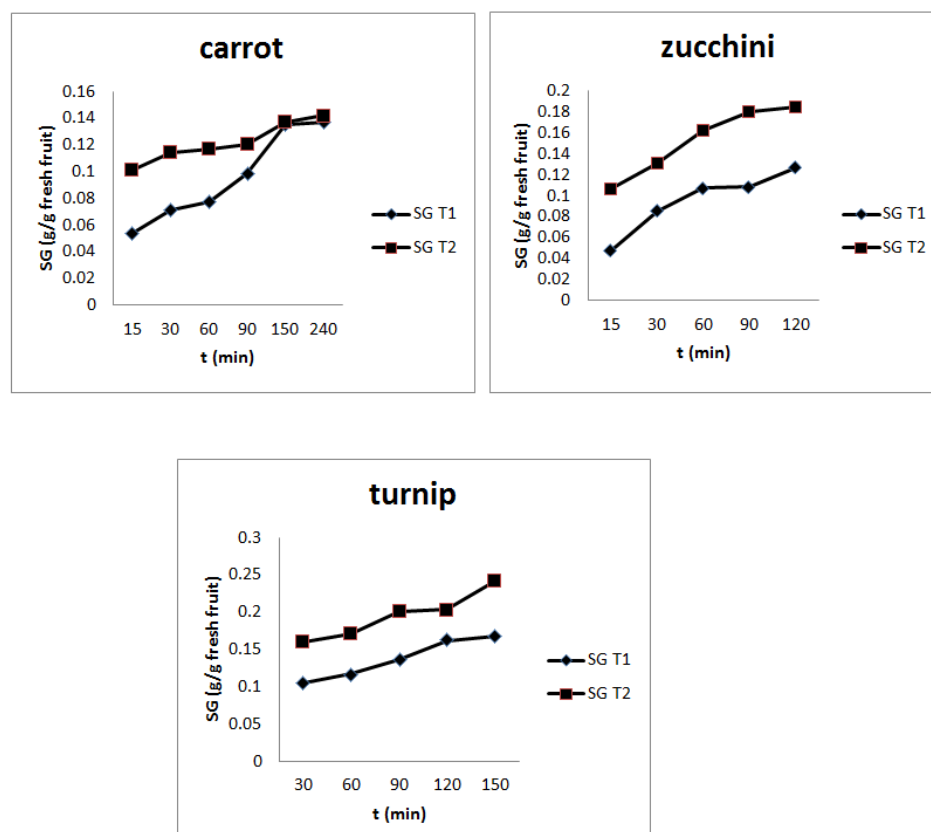 carrot
SG (g/g fresh fruit)
0.16
0.14
0.12
0.1
0.08
0.06
0.04
0.02
0
15 30 60 90 150 240
t (min)
SG T1
SG T2
zucchini
SG (g/g fresh fruit)
0.2
0.18
0.16
0.14
0.12
0.1
0.08
0.06
0.04
0.02
0
15 30 60 90 120
t (min)
SG T1
SG T2
turnip
SG (g/g fresh fruit)
0.3
0.25
0.2
0.15
0.1
0.05
0
30 60 90 120 150
t (min)
SG T1
SG T2